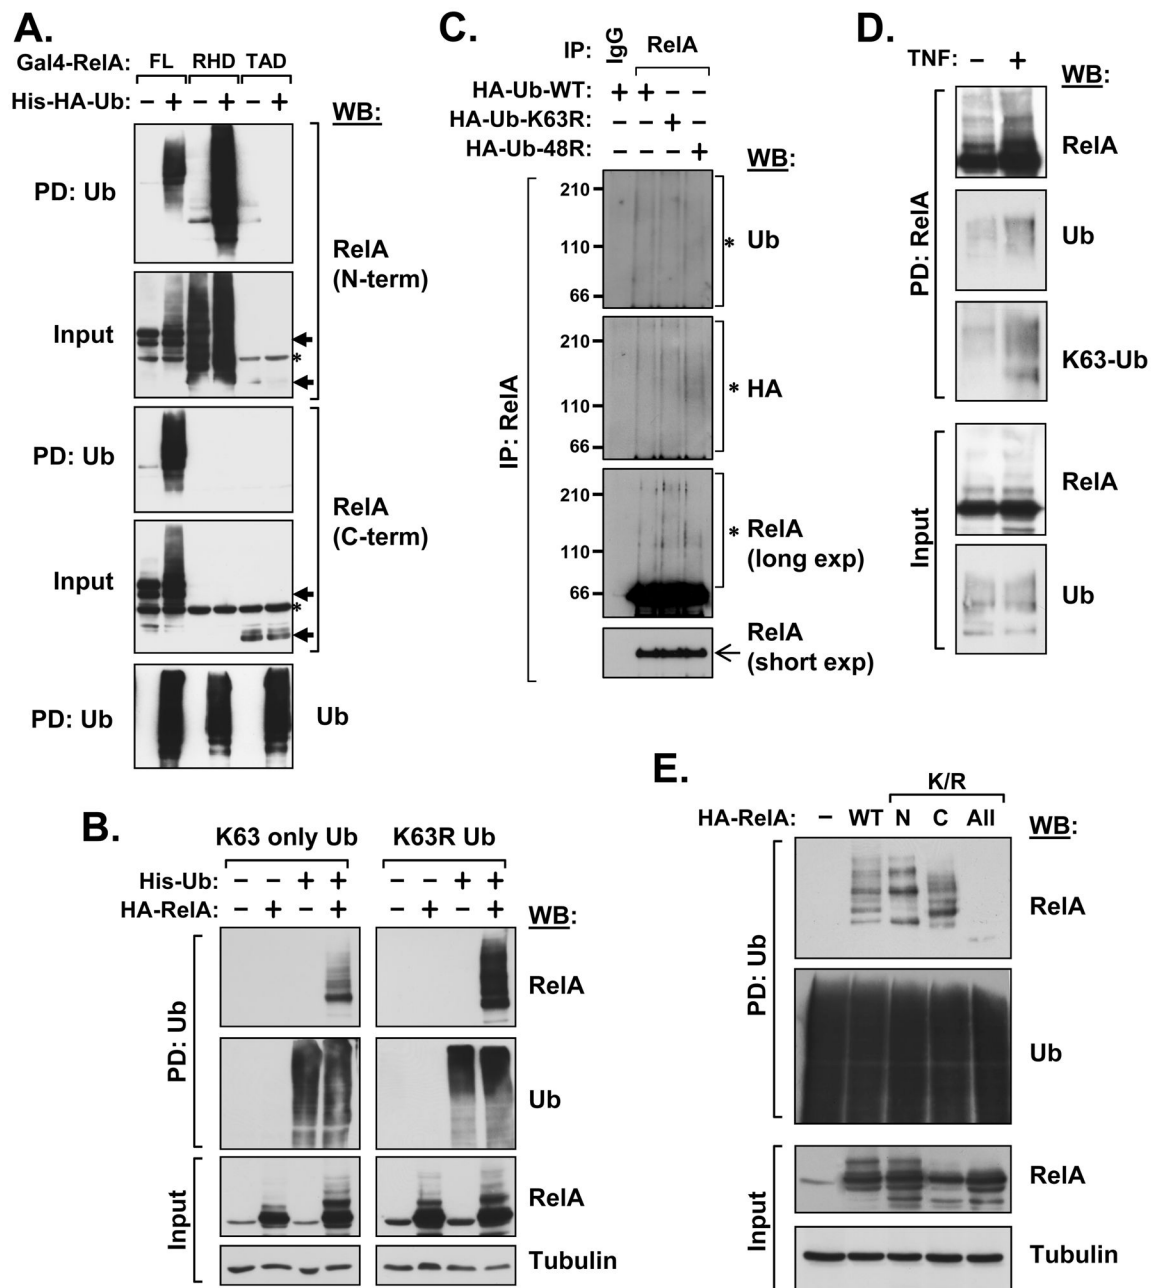 A.
Gal4-RelA: FL RHD TAD
His-HA-Ub: – + – + – +
WB:
PD: Ub
RelA
(N-term)
Input
*
PD: Ub
RelA
(C-term)
Input
*
PD: Ub
Ub
C.
IP: IgG RelA
HA-Ub-WT: + + – –
HA-Ub-K63R: – – + –
HA-Ub-48R: – – – +
WB:
IP: RelA
210
110
66
* Ub
210
110
66
* HA
210
110
66
* RelA
(long exp)
RelA
(short exp)
D.
TNF: – +
WB:
PD: RelA
RelA
Ub
K63-Ub
Input
RelA
Ub
B.
K63 only Ub K63R Ub
His-Ub: – – + + – – + +
HA-RelA: – + – + – + – +
WB:
PD: Ub
RelA
Ub
Input
RelA
Tubulin
E.
K/R
HA-RelA: – WT N C All
WB:
PD: Ub
RelA
Ub
Input
RelA
Tubulin